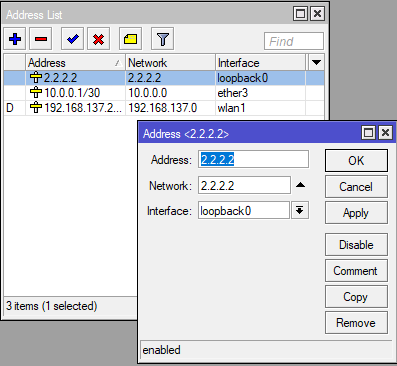 Address List
Find
Address Network Interface
2.2.2.2 2.2.2.2 loopback0
10.0.0.1/30 10.0.0.0 ether3
D 192.168.137.2... 192.168.137.0 wlan1
3 items (1 selected)
Address <2.2.2.2>
Address: 2.2.2.2
Network: 2.2.2.2
Interface: loopback0
OK
Cancel
Apply
Disable
Comment
Copy
Remove
enabled